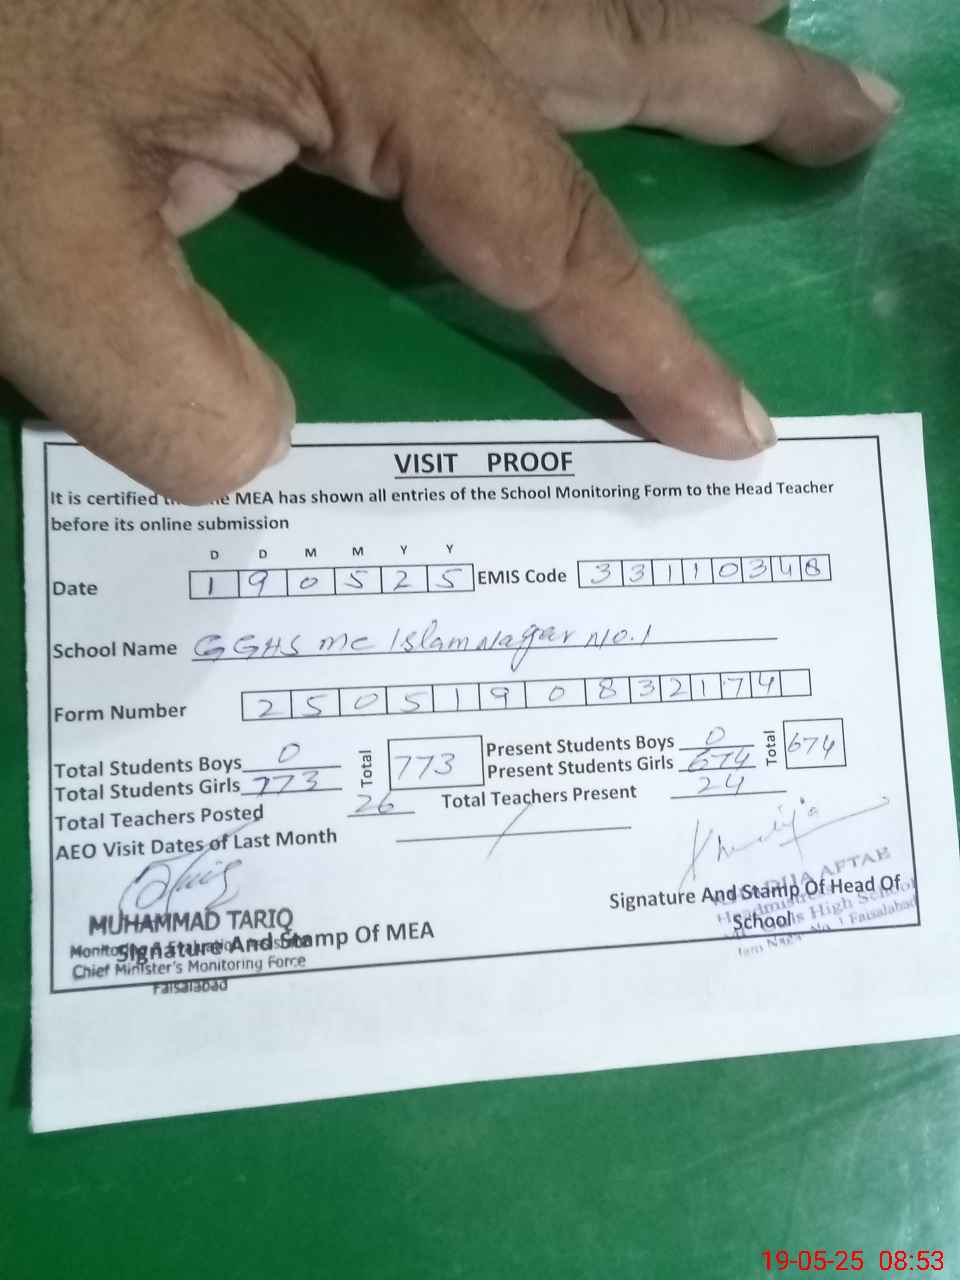 VISIT PROOF
It is certified MEA has shown all entries of the School Monitoring Form to the Head Teacher
before its online submission
D D M M Y Y
Date 1 9 0 5 2 5 EMIS Code 3 3 1 1 0 3 4 8
School Name GGHS MC Islam Nagar No.1
Form Number 2 5 0 5 1 9 0 8 3 2 1 7 4
Total Students Boys 0 Total 773 Present Students Boys 0 Total 674
Total Students Girls 773 Present Students Girls 674
Total Teachers Posted 26 Total Teachers Present 24
AEO Visit Dates of Last Month /
Signature And Stamp Of Head Of
School
AFTAB
High School
No. 1 Faisalabad
MUHAMMAD TARIQ
Signature And Stamp Of MEA
Chief Minister's Monitoring Force
Faisalabad
19-05-25 08:53